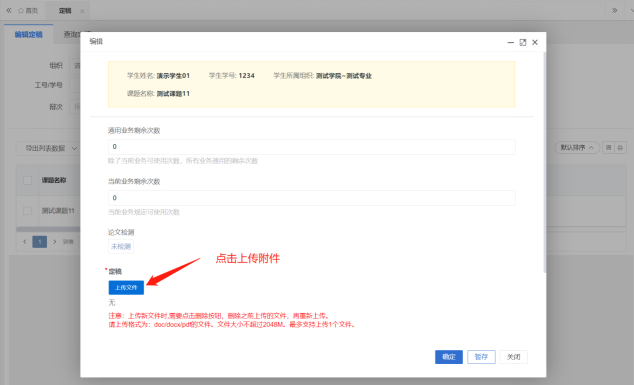 首页 定稿
编辑定稿
组织
工号/学号
届次
导出列表数据 默认排序
课题名称
测试课题11
1
编辑
学生姓名: 演示学生01 学生学号: 1234 学生所属组织: 测试学院~测试专业
课题名称: 测试课题11
通用业务剩余次数
0
除了当前业务可使用次数，所有业务通用的剩余次数
当前业务剩余次数
0
当前业务规定可使用次数
论文检测
未检测
*定稿
点击上传附件
上传文件
无
注意：上传新文件时,需要点击删除按钮，删除之前上传的文件，再重新上传。
请上传格式为：doc/docx/pdf的文件。文件大小不超过2048M。最多支持上传1个文件。
确定 暂存 关闭